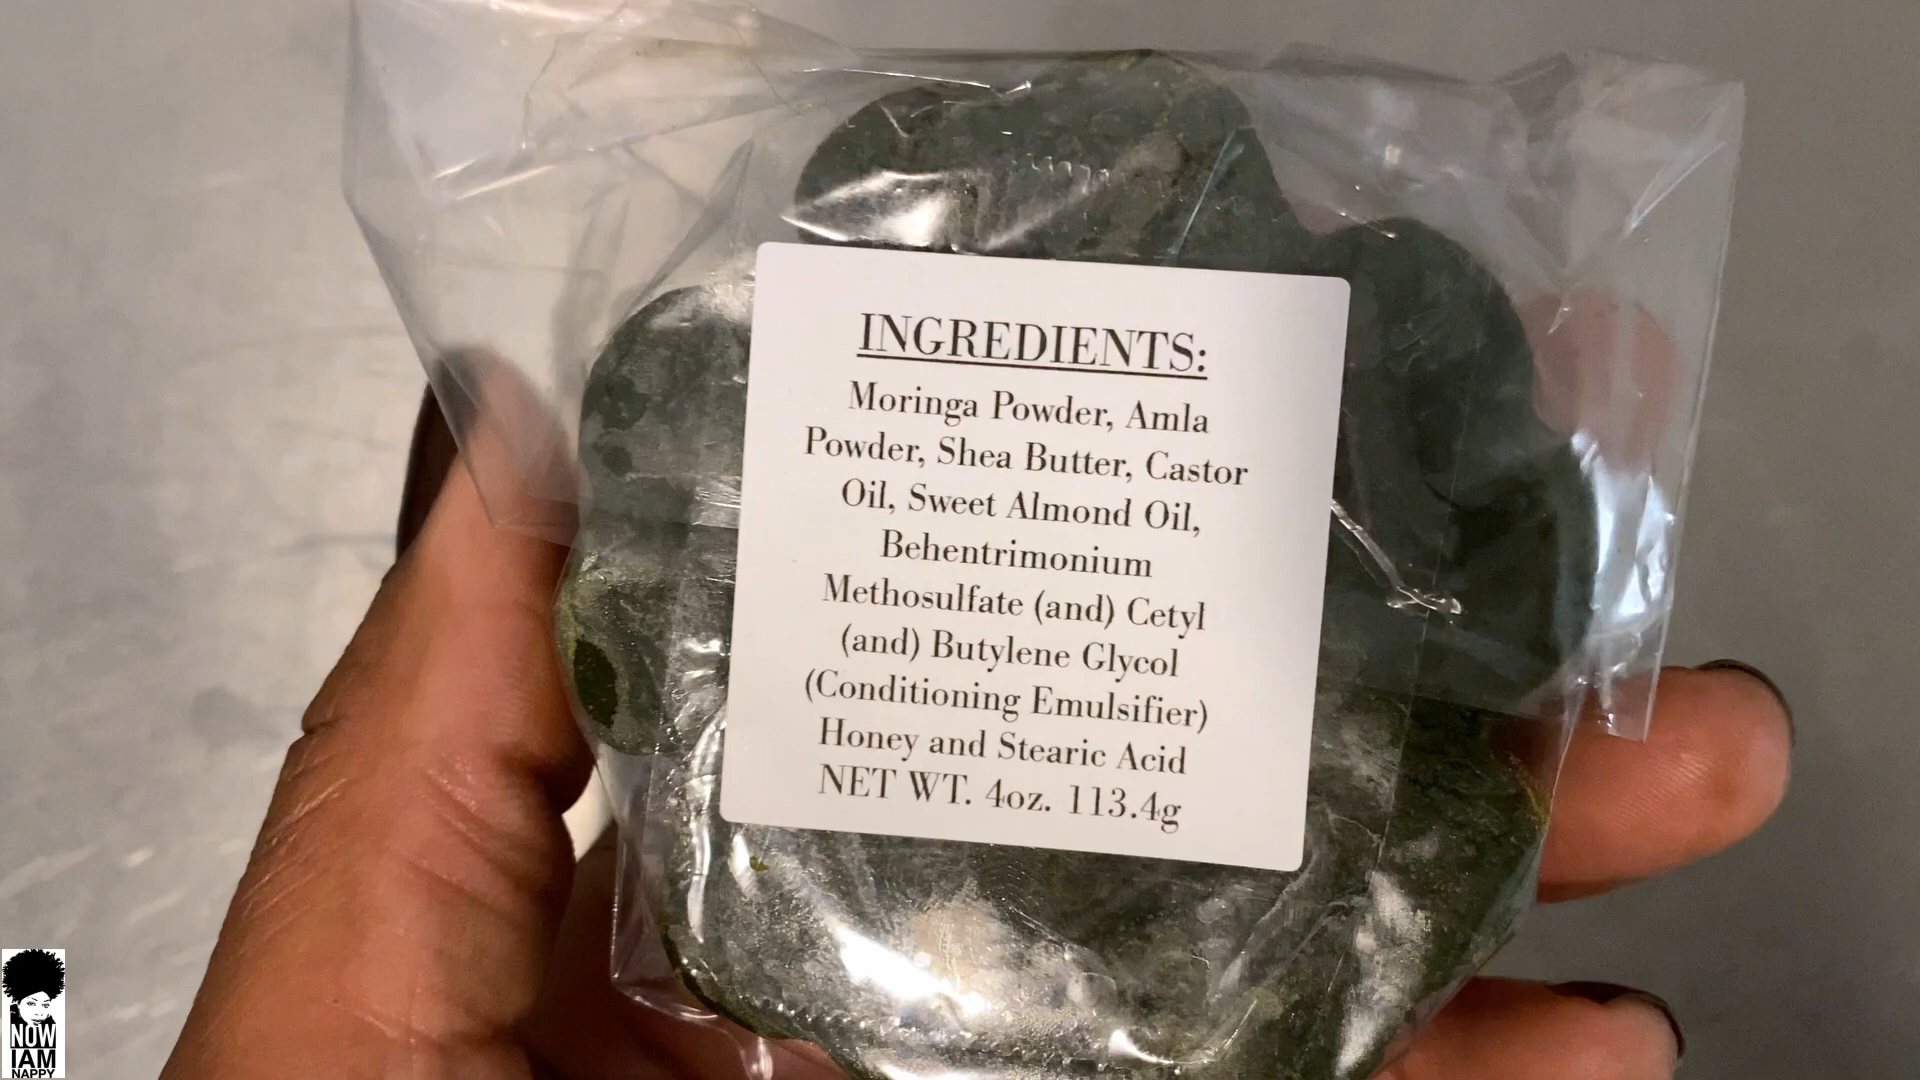 INGREDIENTS:
Moringa Powder, Amla
Powder, Shea Butter, Castor
Oil, Sweet Almond Oil,
Behentrimonium
Methosulfate (and) Cetyl
(and) Butylene Glycol
(Conditioning Emulsifier)
Honey and Stearic Acid
NET WT. 4oz. 113.4g
NOW
IAM
NAPPY